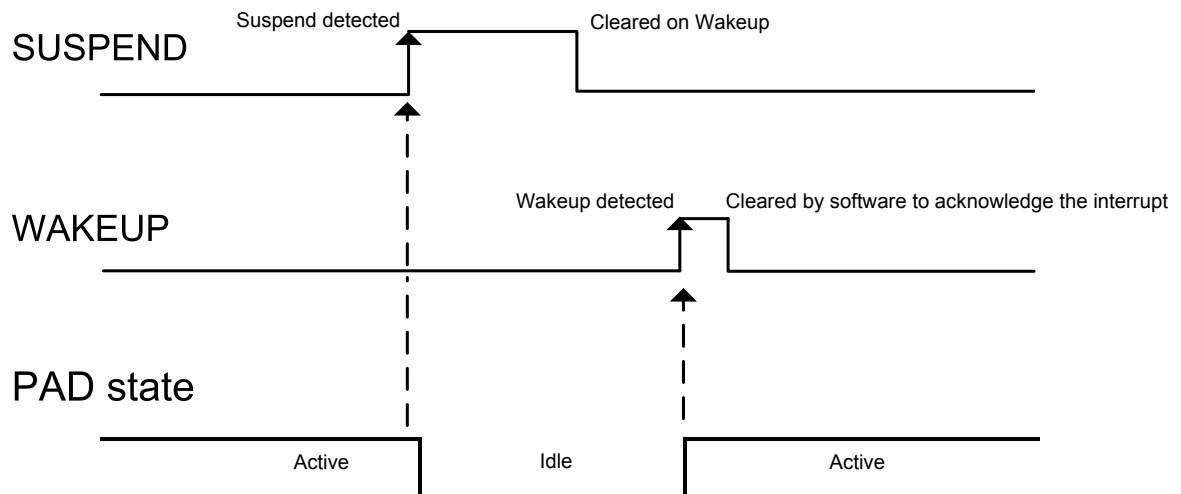 Suspend detected
Cleared on Wakeup
SUSPEND
Wakeup detected
Cleared by software to acknowledge the interrupt
WAKEUP
PAD state
Active
Idle
Active